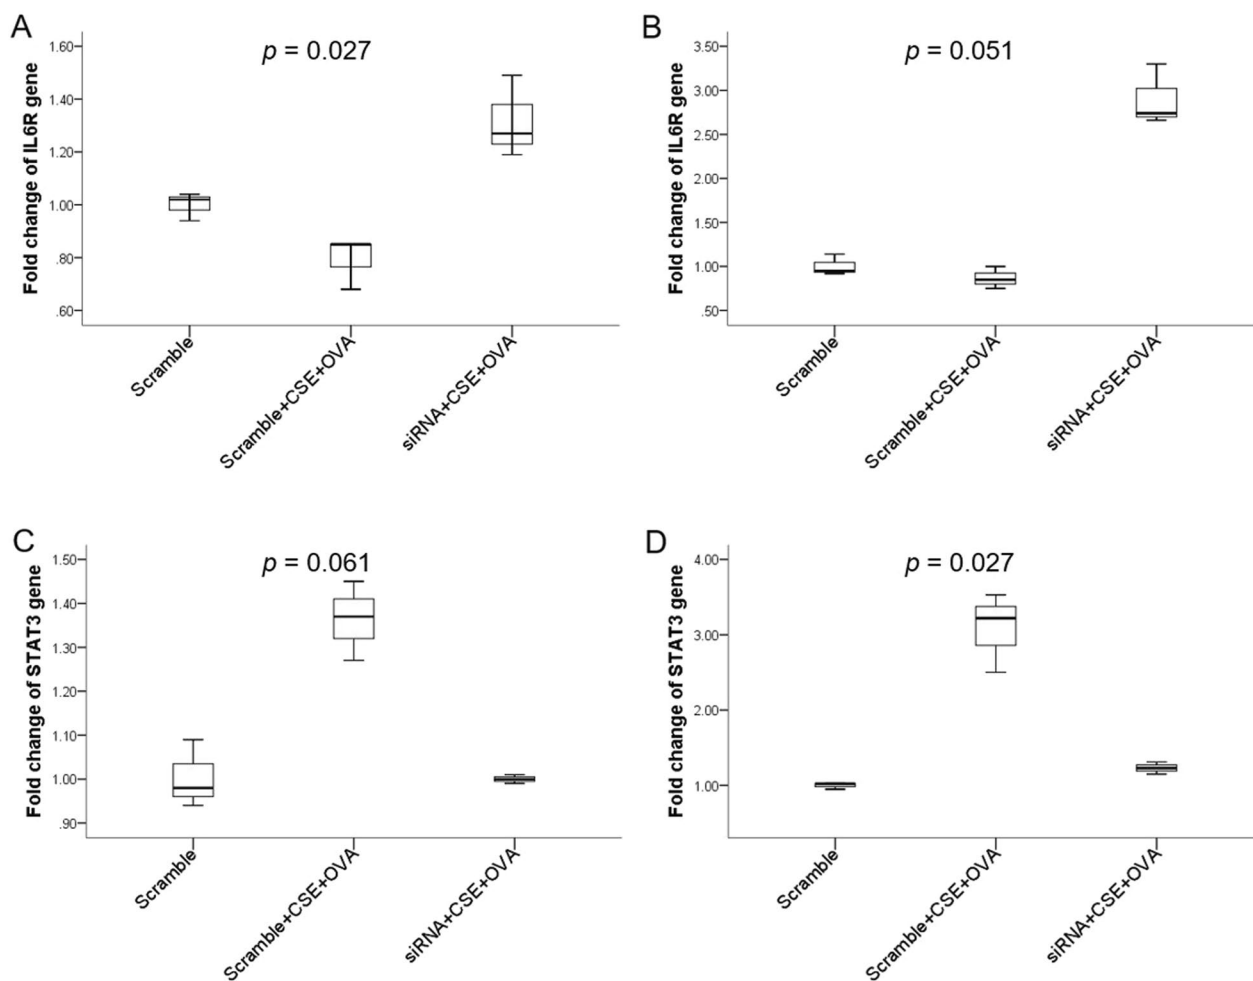 A
p = 0.027
Fold change of IL6R gene
1.60
1.40
1.20
1.00
.80
.60
Scramble
Scramble+CSE+OVA
siRNA+CSE+OVA
B
p = 0.051
Fold change of IL6R gene
3.50
3.00
2.50
2.00
1.50
1.00
.50
Scramble
Scramble+CSE+OVA
siRNA+CSE+OVA
C
p = 0.061
Fold change of STAT3 gene
1.50
1.40
1.30
1.20
1.10
1.00
.90
Scramble
Scramble+CSE+OVA
siRNA+CSE+OVA
D
p = 0.027
Fold change of STAT3 gene
4.00
3.00
2.00
1.00
Scramble
Scramble+CSE+OVA
siRNA+CSE+OVA